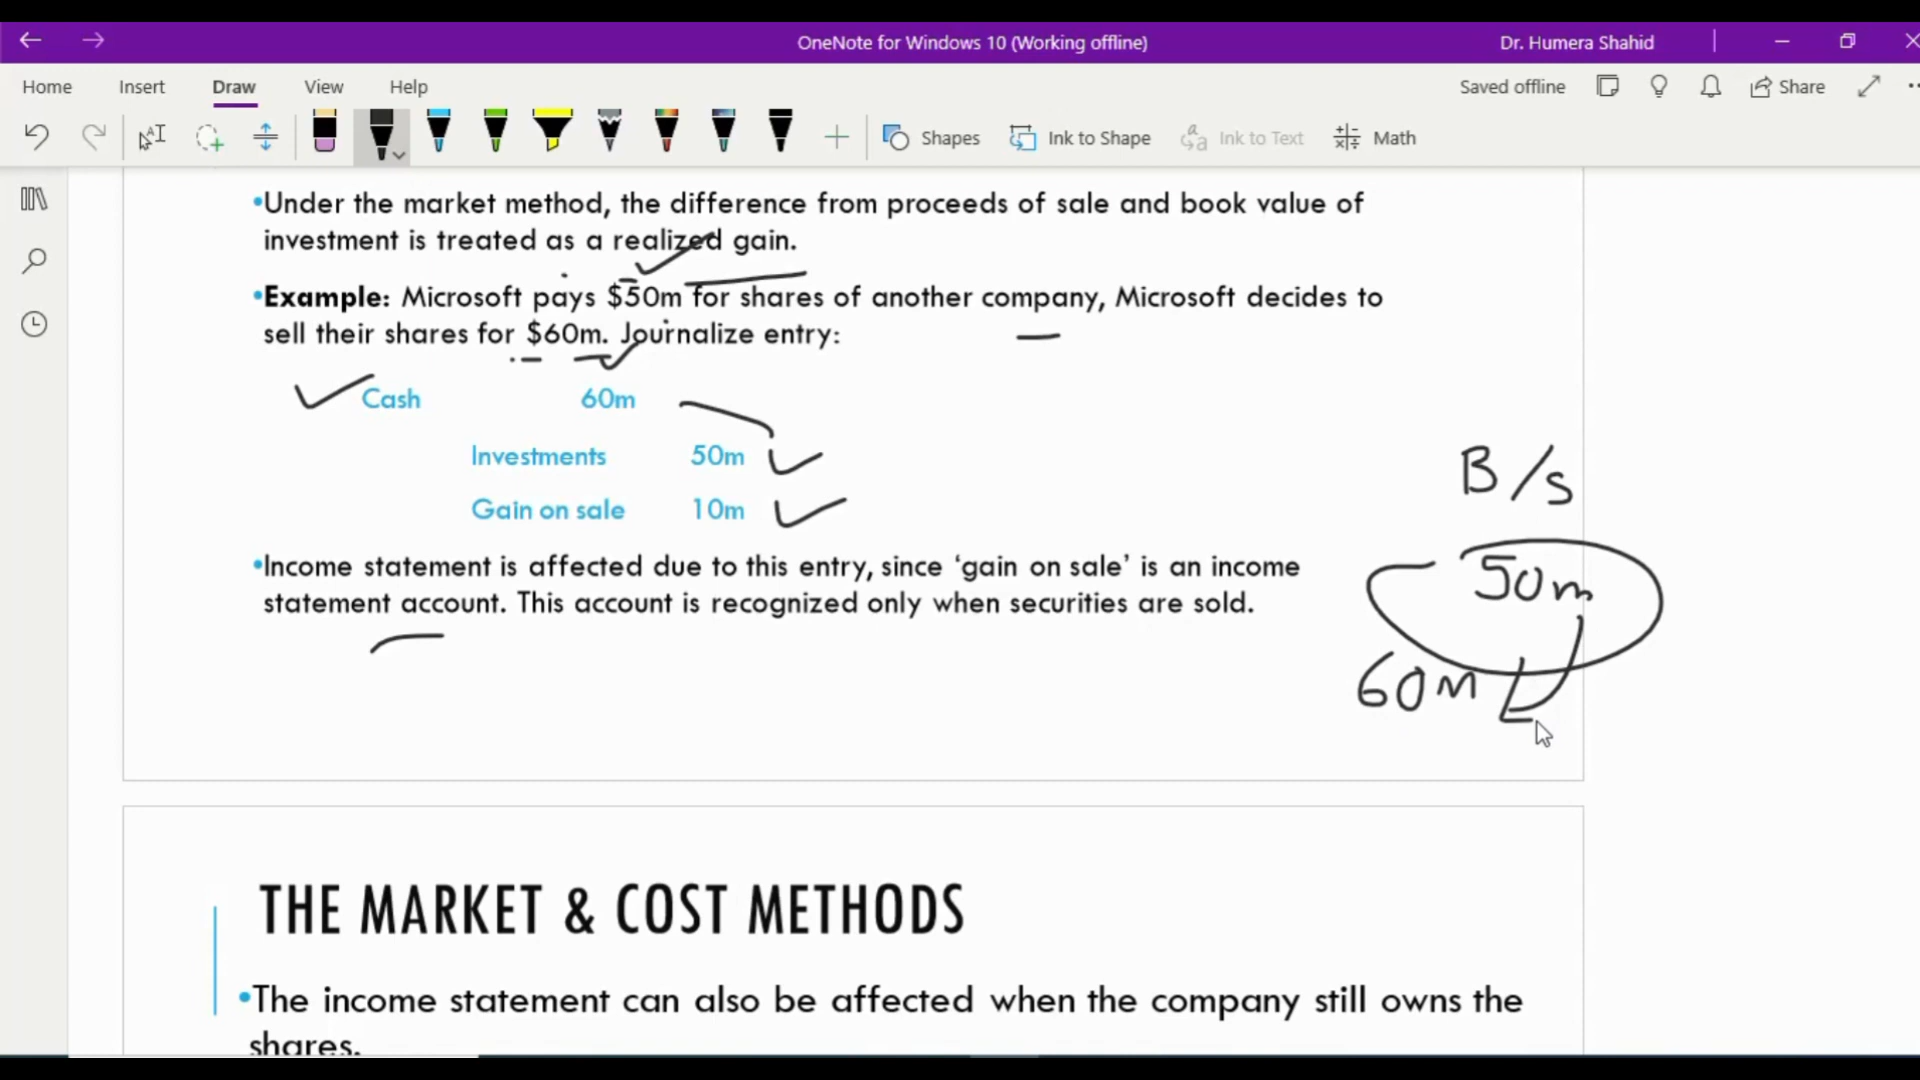 OneNote for Windows 10 (Working offline)
Dr. Humera Shahid
Home Insert Draw View Help
Saved offline
Share
Shapes
Ink to Shape
Ink to Text
Math
•Under the market method, the difference from proceeds of sale and book value of
investment is treated as a realized gain.
•Example: Microsoft pays $50m for shares of another company, Microsoft decides to
sell their shares for $60m. Journalize entry:
Cash 60m
Investments 50m
Gain on sale 10m
•Income statement is affected due to this entry, since ‘gain on sale’ is an income
statement account. This account is recognized only when securities are sold.
B/s
50m
60m
THE MARKET & COST METHODS
•The income statement can also be affected when the company still owns the
shares.